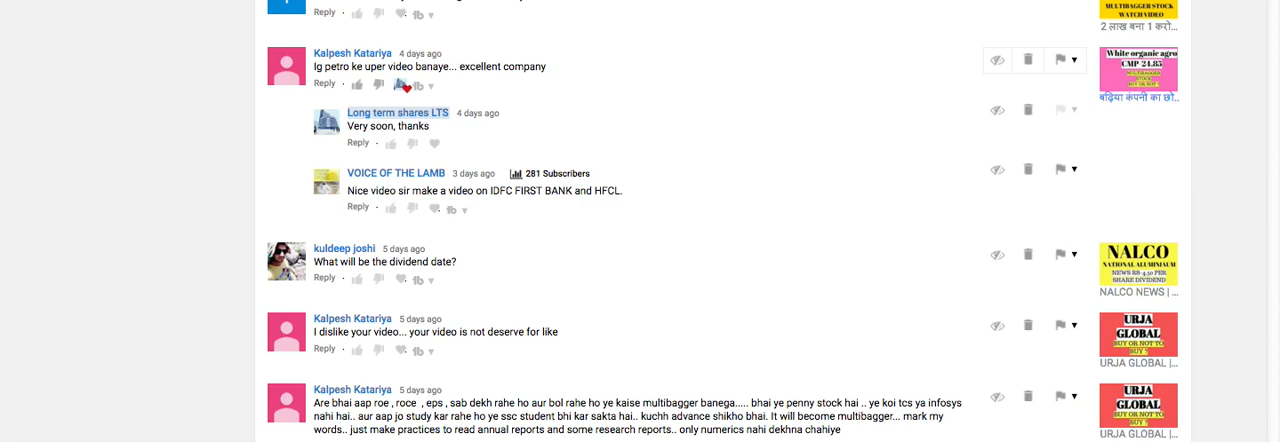 Reply
MULTIBAGGER STOCK
WATCH VIDEO
2 लाख बना 1 करो...
Kalpesh Katariya 4 days ago
Ig petro ke uper video banaye... excellent company
Reply
White organic agro
CMP 24.85
MULTIBAGGER
STOCK
BUY OR NOT ?
बढ़िया कंपनी का छो..
Long term shares LTS 4 days ago
Very soon, thanks
Reply
VOICE OF THE LAMB 3 days ago 281 Subscribers
Nice video sir make a video on IDFC FIRST BANK and HFCL.
Reply
kuldeep joshi 5 days ago
What will be the dividend date?
Reply
NALCO
NATIONAL ALUMINIAUM
NEWS RS-4.50 PER
SHARE DIVIDEND
NALCO NEWS | ...
Kalpesh Katariya 5 days ago
I dislike your video... your video is not deserve for like
Reply
URJA
GLOBAL
BUY OR NOT TO
BUY ?
URJA GLOBAL |...
Kalpesh Katariya 5 days ago
Are bhai aap roe , roce , eps , sab dekh rahe ho aur bol rahe ho ye kaise multibagger banega..... bhai ye penny stock hai .. ye koi tcs ya infosys
nahi hai.. aur aap jo study kar rahe ho ye ssc student bhi kar sakta hai.. kuchh advance shikho bhai. It will become multibagger... mark my
words.. just make practices to read annual reports and some research reports.. only numerics nahi dekhna chahiye
URJA
GLOBAL
BUY OR NOT TO
BUY ?
URJA GLOBAL |...